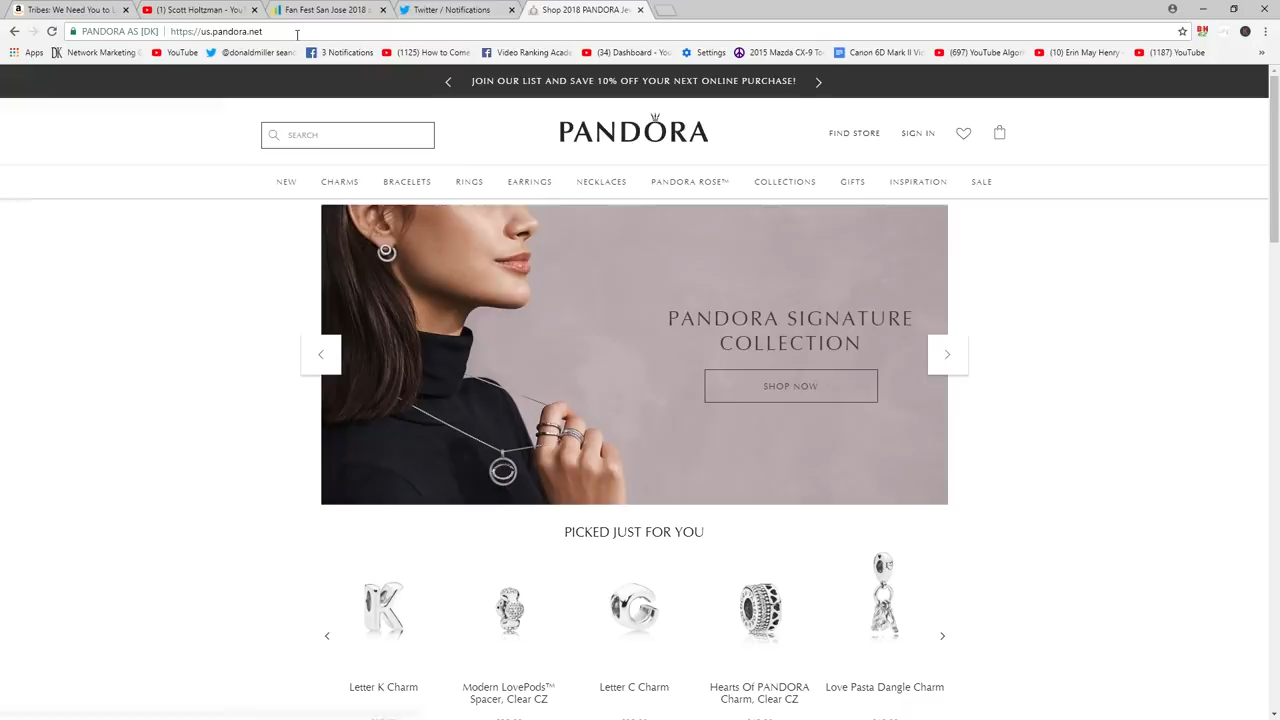 Tribes: We Need You to L
(1) Scott Holtzman - You
Fan Fest San Jose 2018
Twitter / Notifications
Shop 2018 PANDORA Je
PANDORA AS [DK] | https://us.pandora.net
Apps Network Marketing YouTube @donaldmiller sean 3 Notifications (1125) How to Come Video Ranking Acade (34) Dashboard - You Settings 2015 Mazda CX-9 To Canon 6D Mark II Vi (697) YouTube Algo (10) Erin May Henry (1187) YouTube »
JOIN OUR LIST AND SAVE 10% OFF YOUR NEXT ONLINE PURCHASE!
SEARCH
PANDORA
FIND STORE SIGN IN
NEW CHARMS BRACELETS RINGS EARRINGS NECKLACES PANDORA ROSE™ COLLECTIONS GIFTS INSPIRATION SALE
PANDORA SIGNATURE
COLLECTION
SHOP NOW
PICKED JUST FOR YOU
Letter K Charm
Modern LovePods™
Spacer, Clear CZ
Letter C Charm
Hearts Of PANDORA
Charm, Clear CZ
Love Pasta Dangle Charm